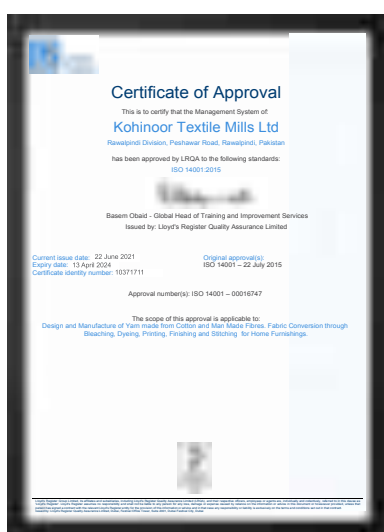 Certificate of Approval
This is to certify that the Management System of:
Kohinoor Textile Mills Ltd
Rawalpindi Division, Peshawar Road, Rawalpindi, Pakistan
has been approved by LRQA to the following standards:
ISO 14001:2015
Basem Obaid - Global Head of Training and Improvement Services
Issued by: Lloyd's Register Quality Assurance Limited
Current issue date: 22 June 2021
Expiry date: 13 April 2024
Certificate identity number: 10371711
Original approval(s):
ISO 14001 – 22 July 2015
Approval number(s): ISO 14001 – 00016747
The scope of this approval is applicable to:
Design and Manufacture of Yarn made from Cotton and Man Made Fibres. Fabric Conversion through
Bleaching, Dyeing, Printing, Finishing and Stitching for Home Furnishings.